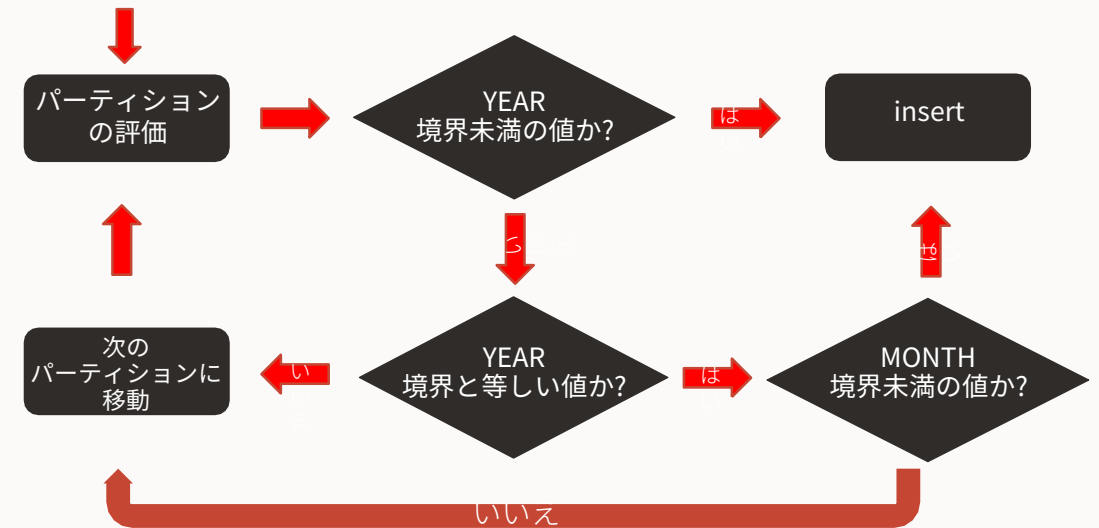 パーティション
の評価
YEAR
境界未満の値か?
は
insert
次の
パーティションに
移動
い
YEAR
境界と等しい値か?
は
MONTH
境界未満の値か?
いいえ